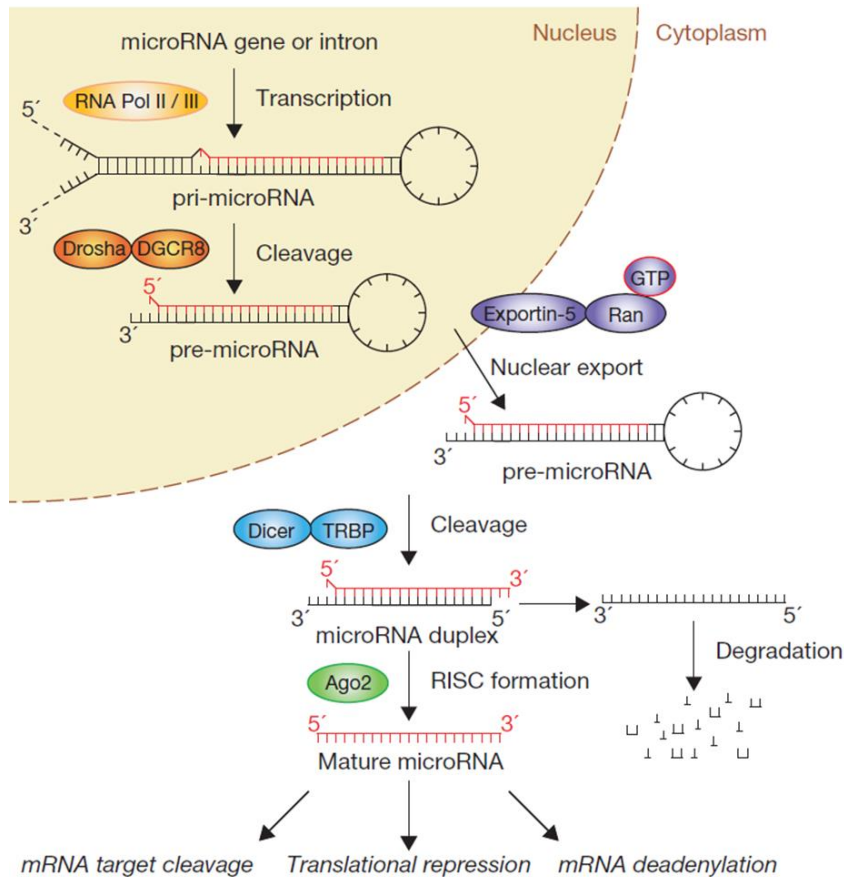 microRNA gene or intron
Nucleus
Cytoplasm
RNA Pol II / III
Transcription
5´
3´
pri-microRNA
Drosha
DGCR8
Cleavage
5´
3´
pre-microRNA
GTP
Exportin-5
Ran
Nuclear export
5´
3´
pre-microRNA
Dicer
TRBP
Cleavage
5´
3´
3´
5´
microRNA duplex
3´
5´
Degradation
Ago2
RISC formation
5´
3´
Mature microRNA
mRNA target cleavage
Translational repression
mRNA deadenylation